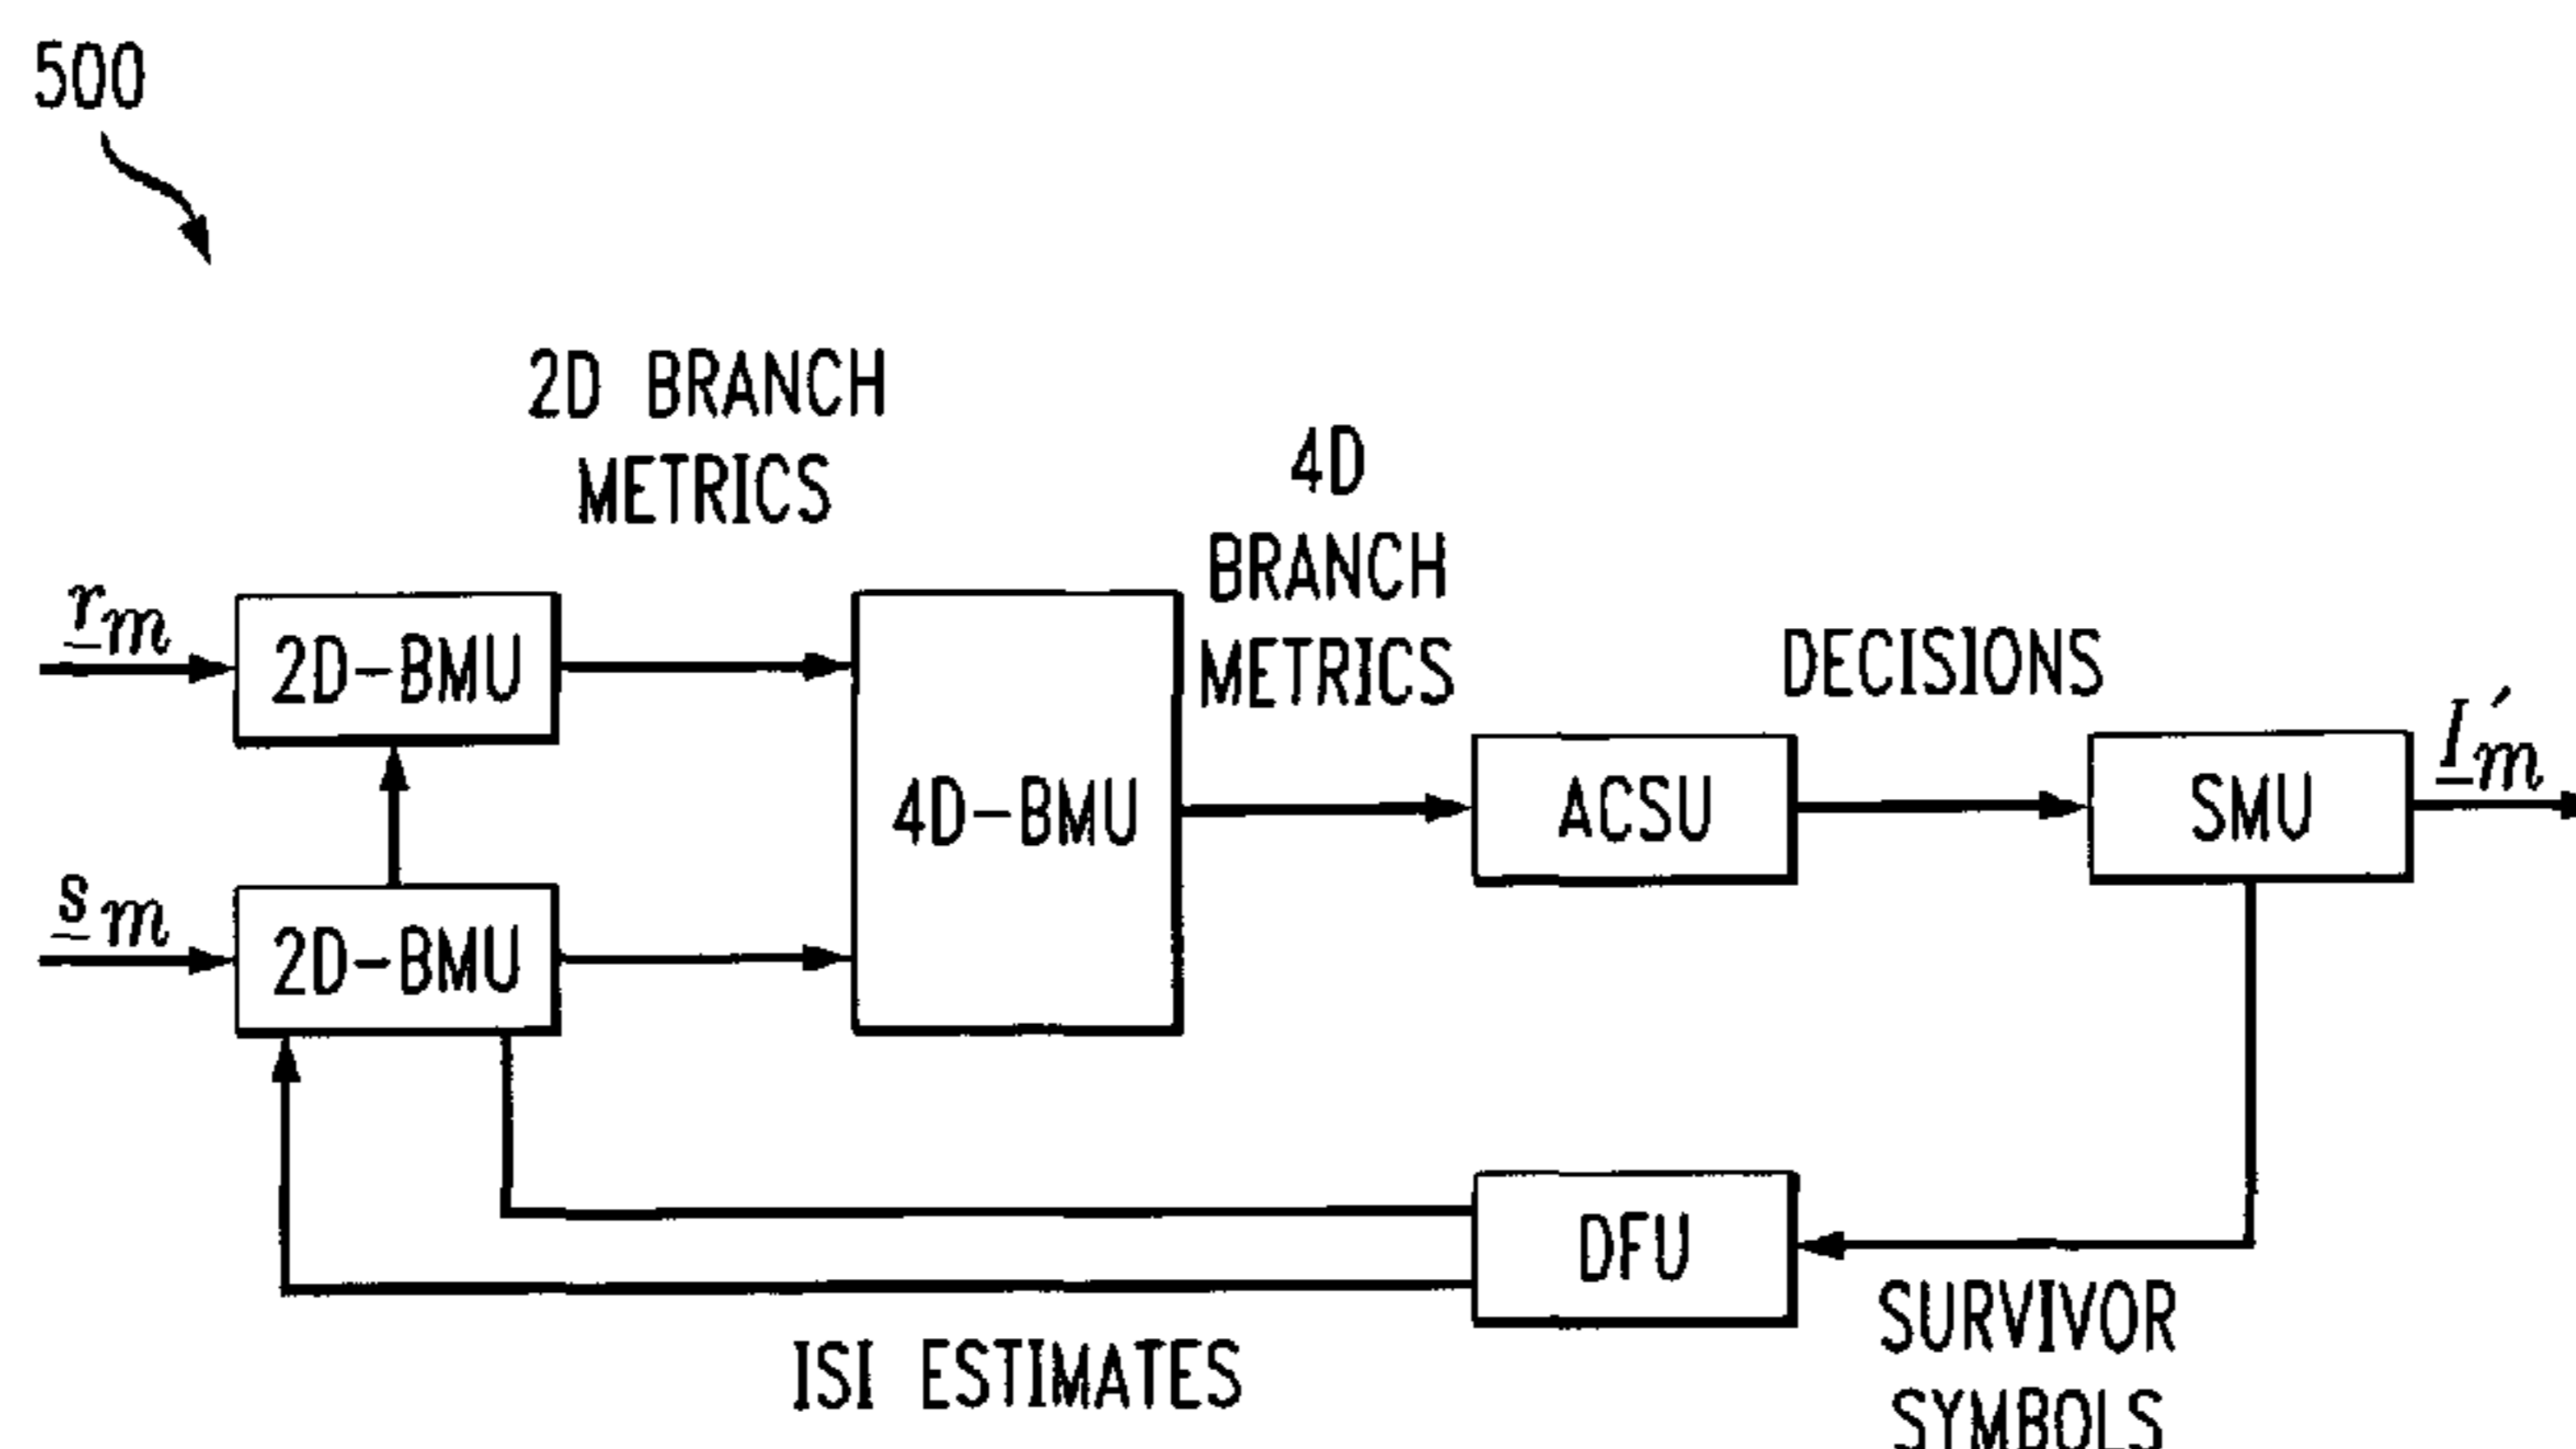 500
2D BRANCH
METRICS
4D
BRANCH
METRICS
DECISIONS
r_m
2D-BMU
s_m
2D-BMU
4D-BMU
ACSU
SMU
I'_m
DFU
ISI ESTIMATES
SURVIVOR
SYMBOLS